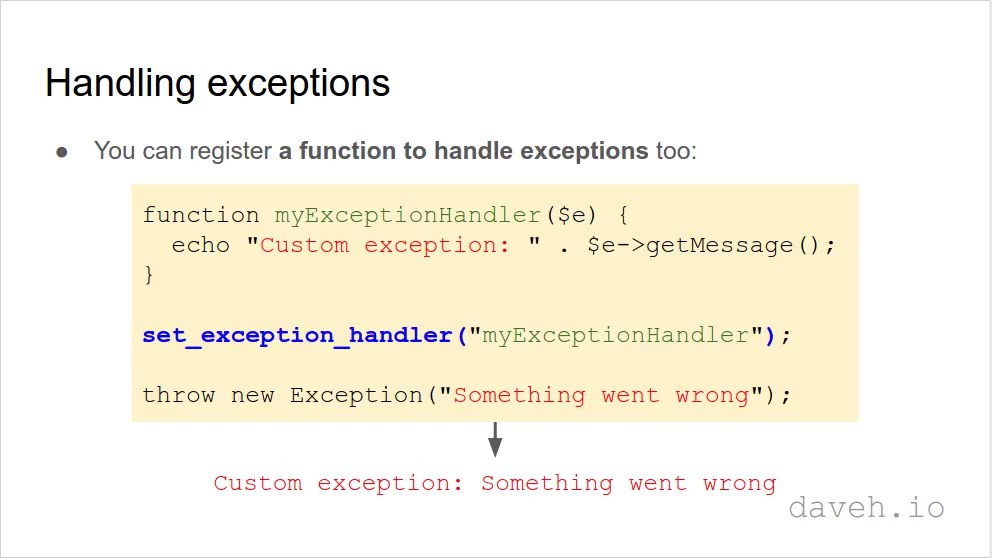 Handling exceptions
● You can register a function to handle exceptions too:
function myExceptionHandler($e) {
  echo "Custom exception: " . $e->getMessage();
}
set_exception_handler("myExceptionHandler");
throw new Exception("Something went wrong");
Custom exception: Something went wrong
daveh.io